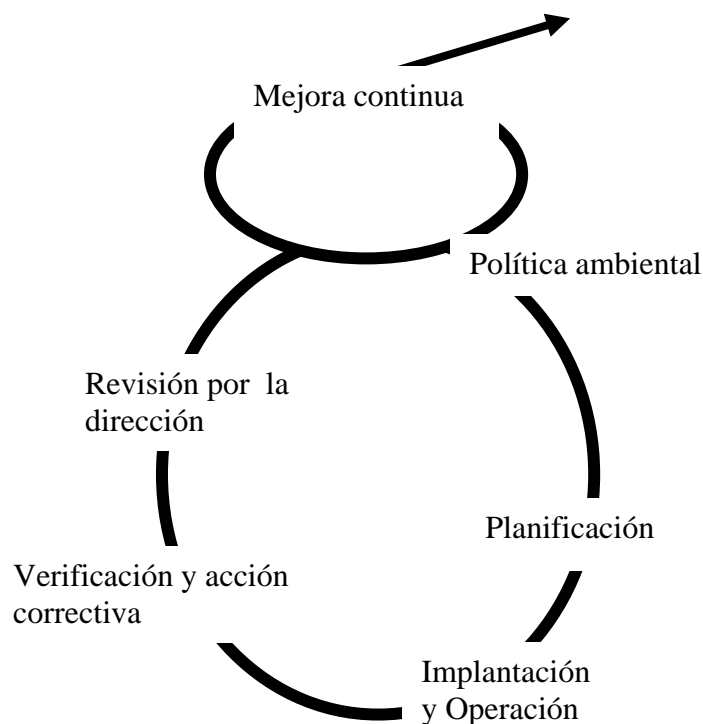 Mejora continua
Política ambiental
Revisión por la
dirección
Planificación
Verificación y acción
correctiva
Implantación
y Operación